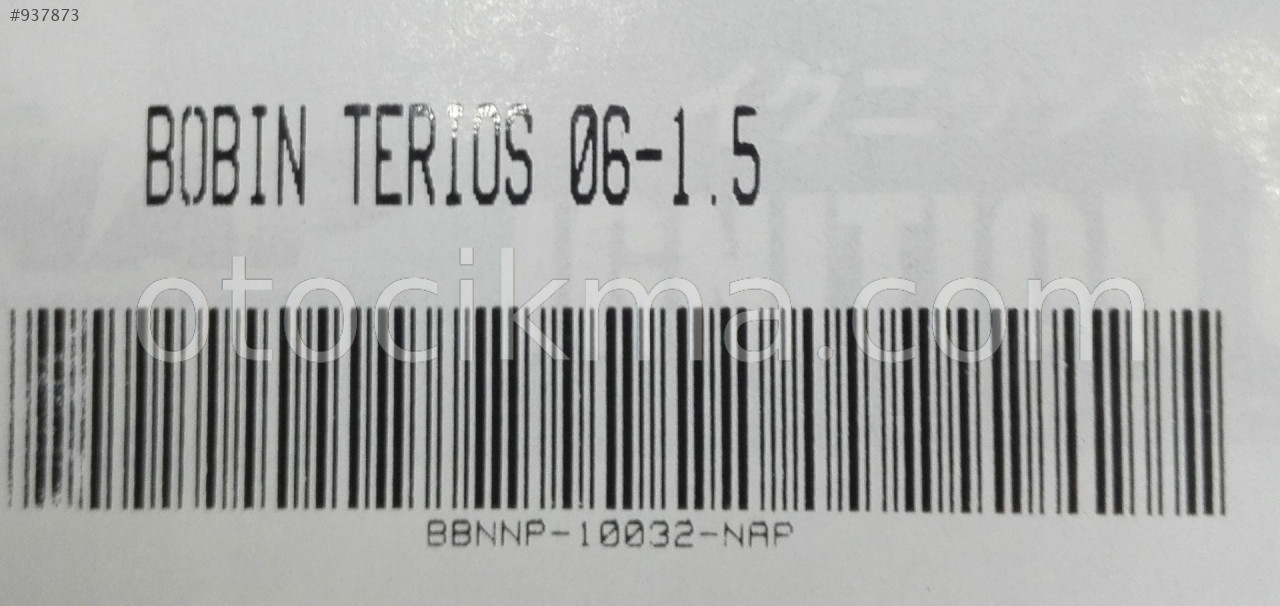 #937873
BOBIN TERIOS 06-1.5
otocikma.com
BBNNP-10032-NAP